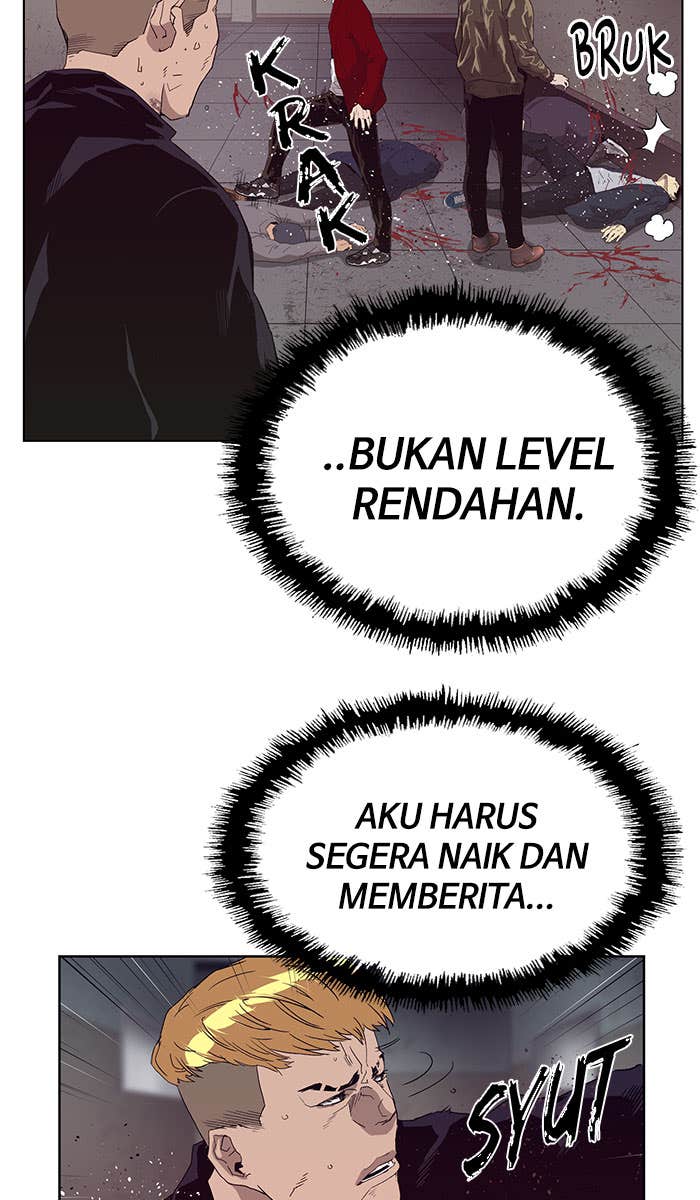 BRUK
KRAK
..BUKAN LEVEL
RENDAHAN.
AKU HARUS
SEGERA NAIK DAN
MEMBERITA...
SYUT